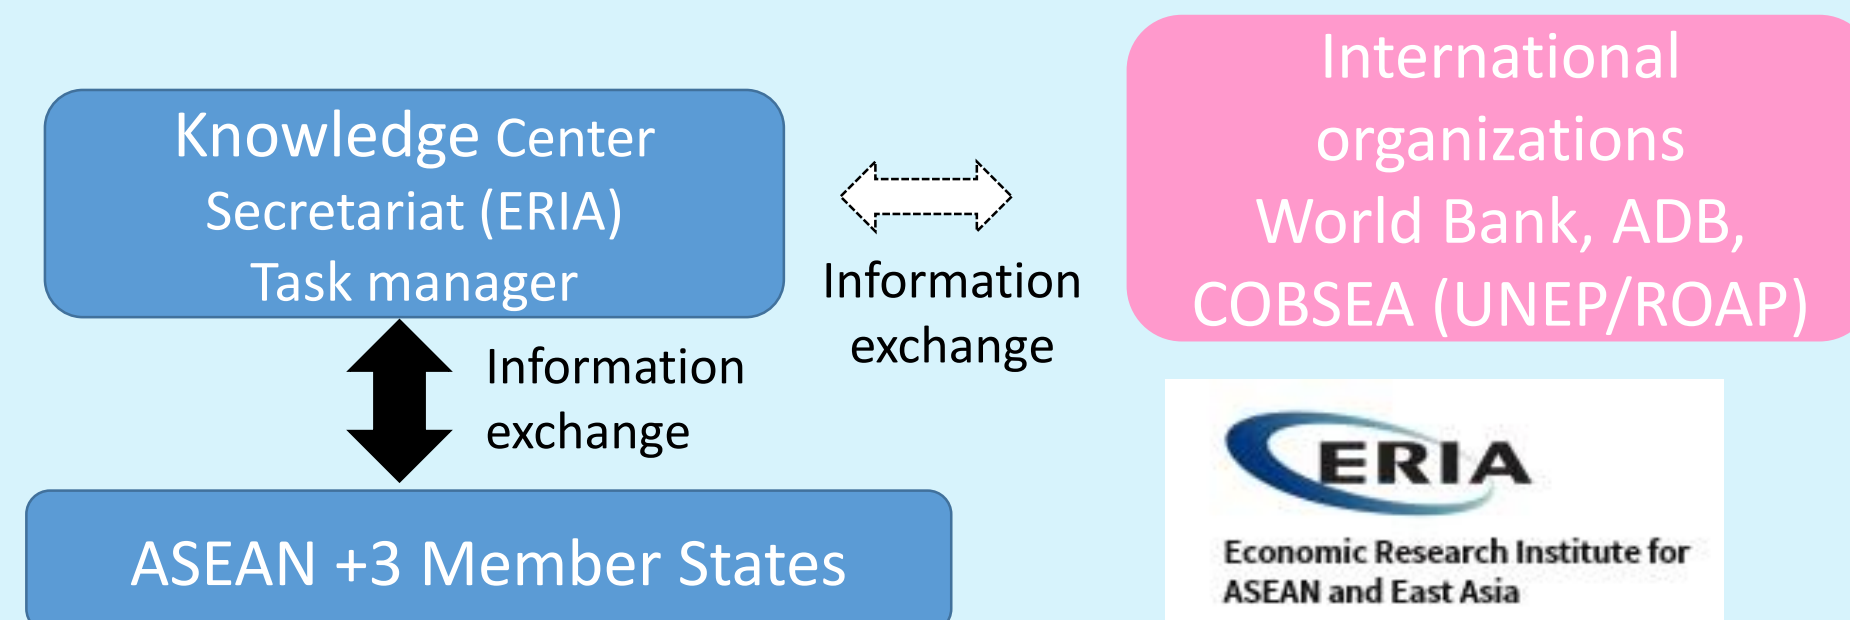 Knowledge Center
Secretariat (ERIA)
Task manager
Information
exchange
International
organizations
World Bank, ADB,
COBSEA (UNEP/ROAP)
Information
exchange
ASEAN +3 Member States
ERIA
Economic Research Institute for
ASEAN and East Asia